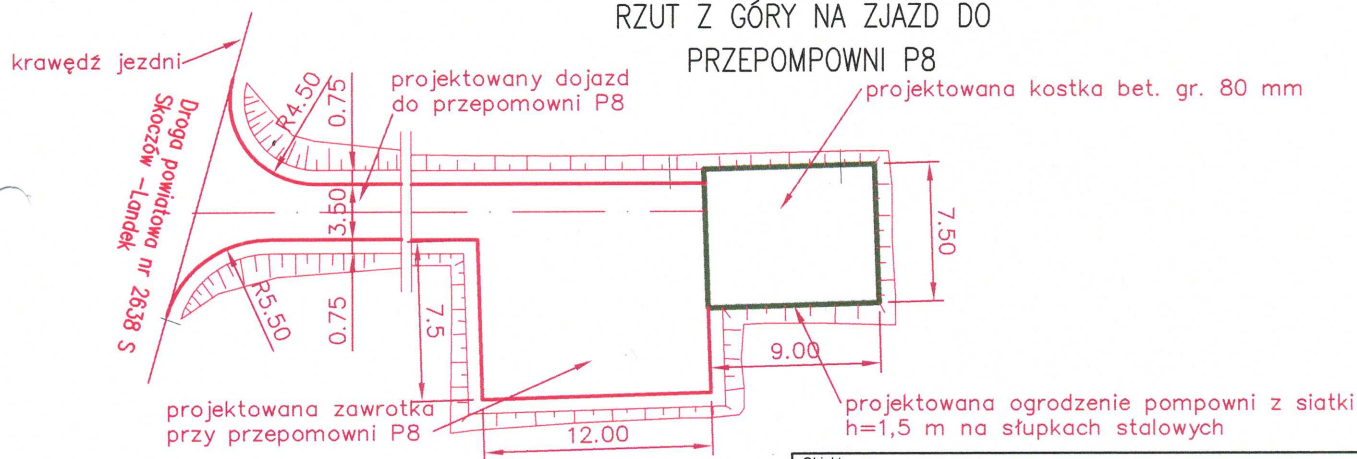 RZUT Z GÓRY NA ZJAZD DO
PRZEPOMPOWNI P8
krawędź jezdni
projektowany dojazd
do przepomowni P8
projektowana kostka bet. gr. 80 mm
Droga powiatowa nr 2638 S
Skoczów -Landek
R4.50
0.75
3.50
0.75
R5.50
7.5
7.50
9.00
12.00
projektowana zawrotka
przy przepomowni P8
projektowana ogrodzenie pompowni z siatki
h=1,5 m na słupkach stalowych